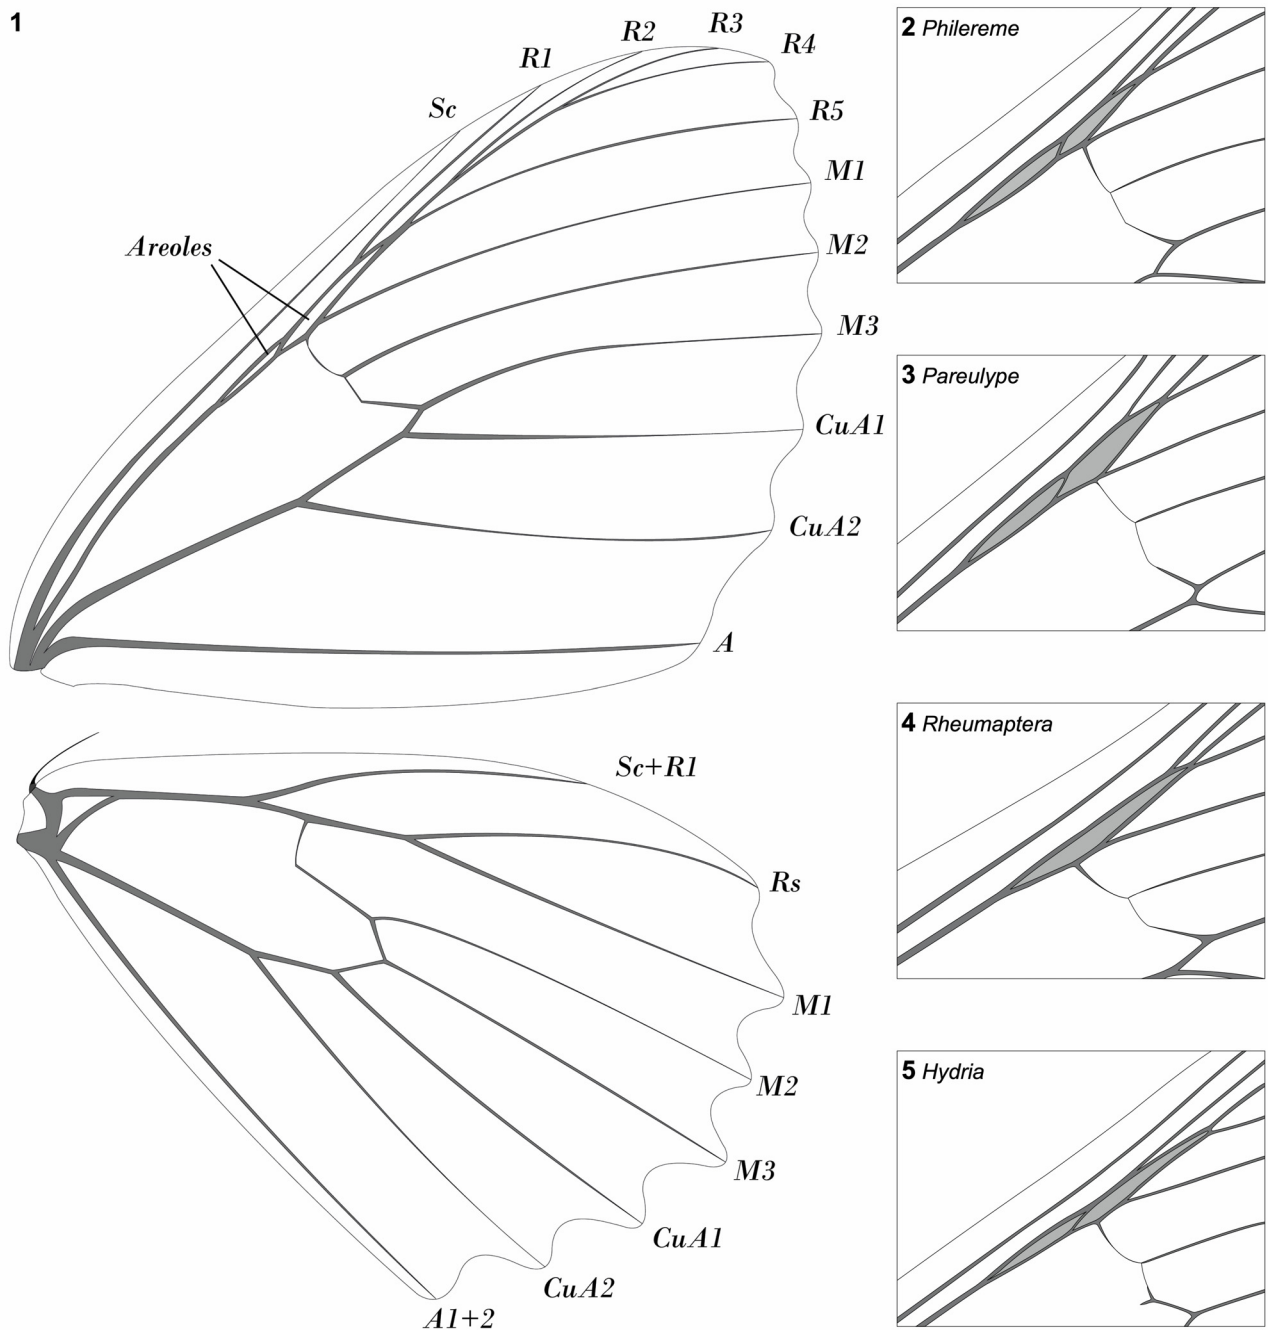 1
Sc
R1
R2
R3
R4
R5
M1
M2
M3
CuA1
CuA2
A
Areoles
Sc+R1
Rs
M1
M2
M3
CuA1
CuA2
A1+2
2 Philereme
3 Pareulype
4 Rheumaptera
5 Hydria